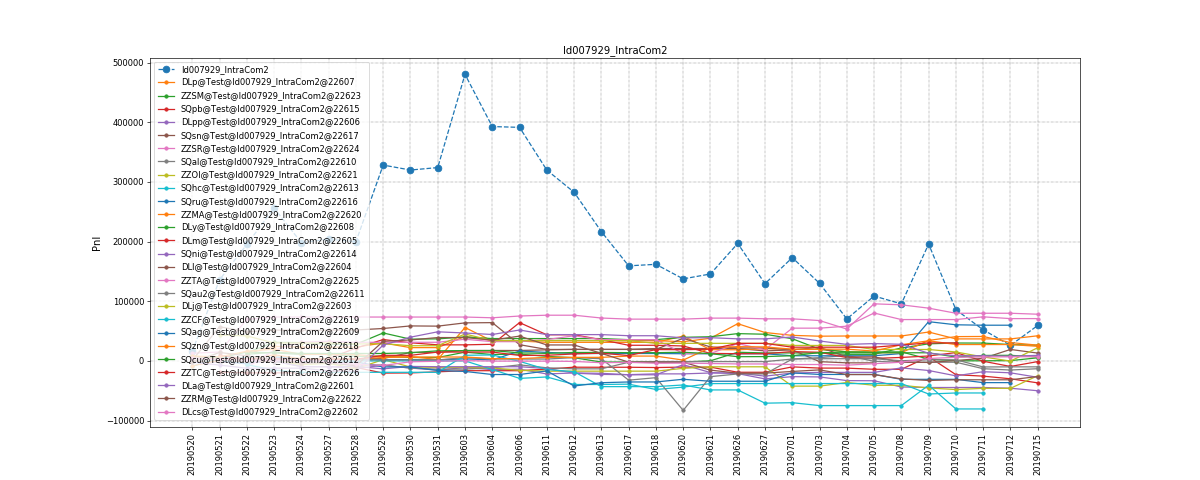 Id007929_IntraCom2
500000
400000
300000
200000
100000
0
−100000
Pnl
Id007929_IntraCom2
DLp@Test@Id007929_IntraCom2@22607
ZZSM@Test@Id007929_IntraCom2@22623
SQpb@Test@Id007929_IntraCom2@22615
DLpp@Test@Id007929_IntraCom2@22606
SQsn@Test@Id007929_IntraCom2@22617
ZZSR@Test@Id007929_IntraCom2@22624
SQal@Test@Id007929_IntraCom2@22610
ZZOI@Test@Id007929_IntraCom2@22621
SQhc@Test@Id007929_IntraCom2@22613
SQru@Test@Id007929_IntraCom2@22616
ZZMA@Test@Id007929_IntraCom2@22620
DLy@Test@Id007929_IntraCom2@22608
DLm@Test@Id007929_IntraCom2@22605
SQni@Test@Id007929_IntraCom2@22614
DLl@Test@Id007929_IntraCom2@22604
ZZTA@Test@Id007929_IntraCom2@22625
SQau2@Test@Id007929_IntraCom2@22611
DLj@Test@Id007929_IntraCom2@22603
ZZCF@Test@Id007929_IntraCom2@22619
SQag@Test@Id007929_IntraCom2@22609
SQzn@Test@Id007929_IntraCom2@22618
SQcu@Test@Id007929_IntraCom2@22612
ZZTC@Test@Id007929_IntraCom2@22626
DLa@Test@Id007929_IntraCom2@22601
ZZRM@Test@Id007929_IntraCom2@22622
DLcs@Test@Id007929_IntraCom2@22602
20190520
20190521
20190522
20190523
20190524
20190527
20190528
20190529
20190530
20190531
20190603
20190604
20190606
20190611
20190612
20190613
20190617
20190618
20190620
20190621
20190626
20190627
20190701
20190703
20190704
20190705
20190708
20190709
20190710
20190711
20190712
20190715